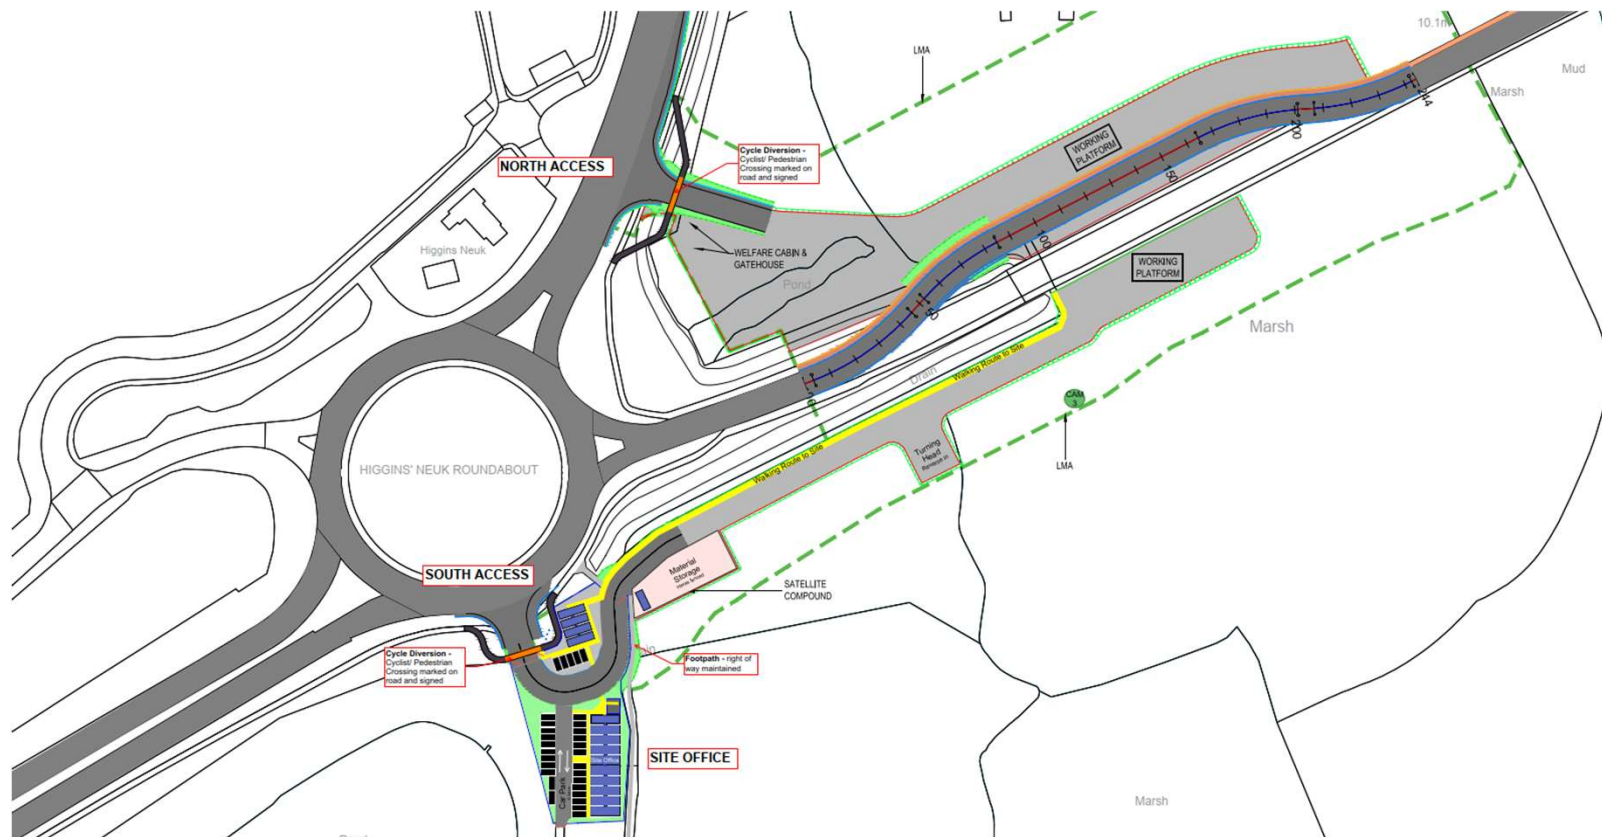 10.1m
Mud
LMA
Marsh
244
WORKING
PLATFORM
200
Cycle Diversion -
Cyclist/ Pedestrian
Crossing marked on
road and signed
NORTH ACCESS
150
Higgins Neuk
WELFARE CABIN &
GATEHOUSE
100
WORKING
PLATFORM
Pond
50
Marsh
Walking Route to Site
Drain
CAM
3
HIGGINS' NEUK ROUNDABOUT
Walking Route to Site
Turning
Head
LMA
SOUTH ACCESS
Material
Storage
SATELLITE
COMPOUND
Cycle Diversion -
Cyclist/ Pedestrian
Crossing marked on
road and signed
Footpath - right of
way maintained
SITE OFFICE
Site Office
Car Park
Marsh